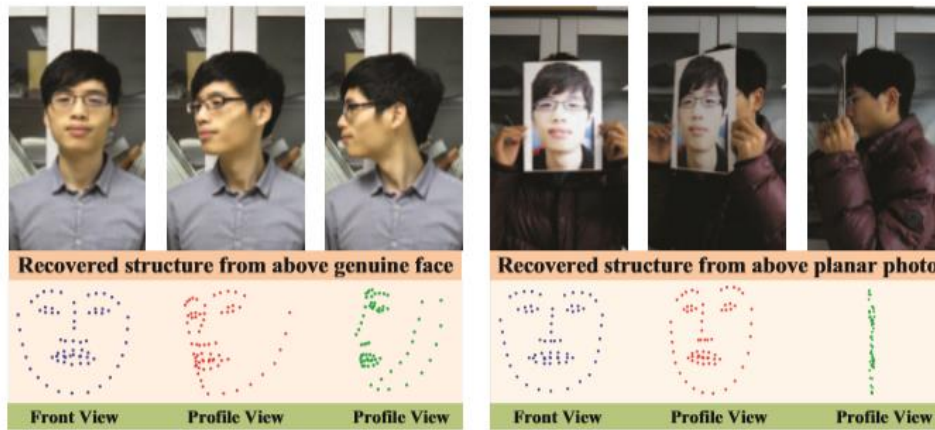 Recovered structure from above genuine face
Front View Profile View Profile View
Recovered structure from above planar photo
Front View Profile View Profile View